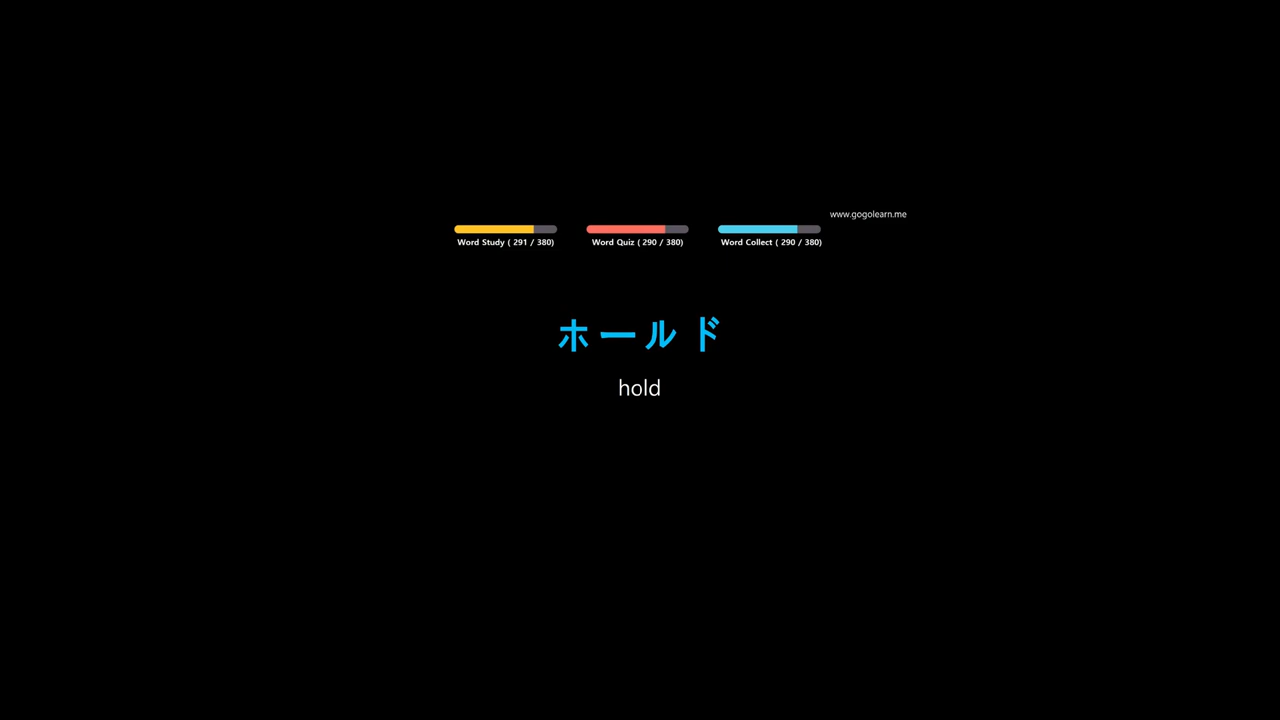 www.gogolearn.me
Word Study ( 291 / 380)
Word Quiz ( 290 / 380)
Word Collect ( 290 / 380)
ホールド
hold